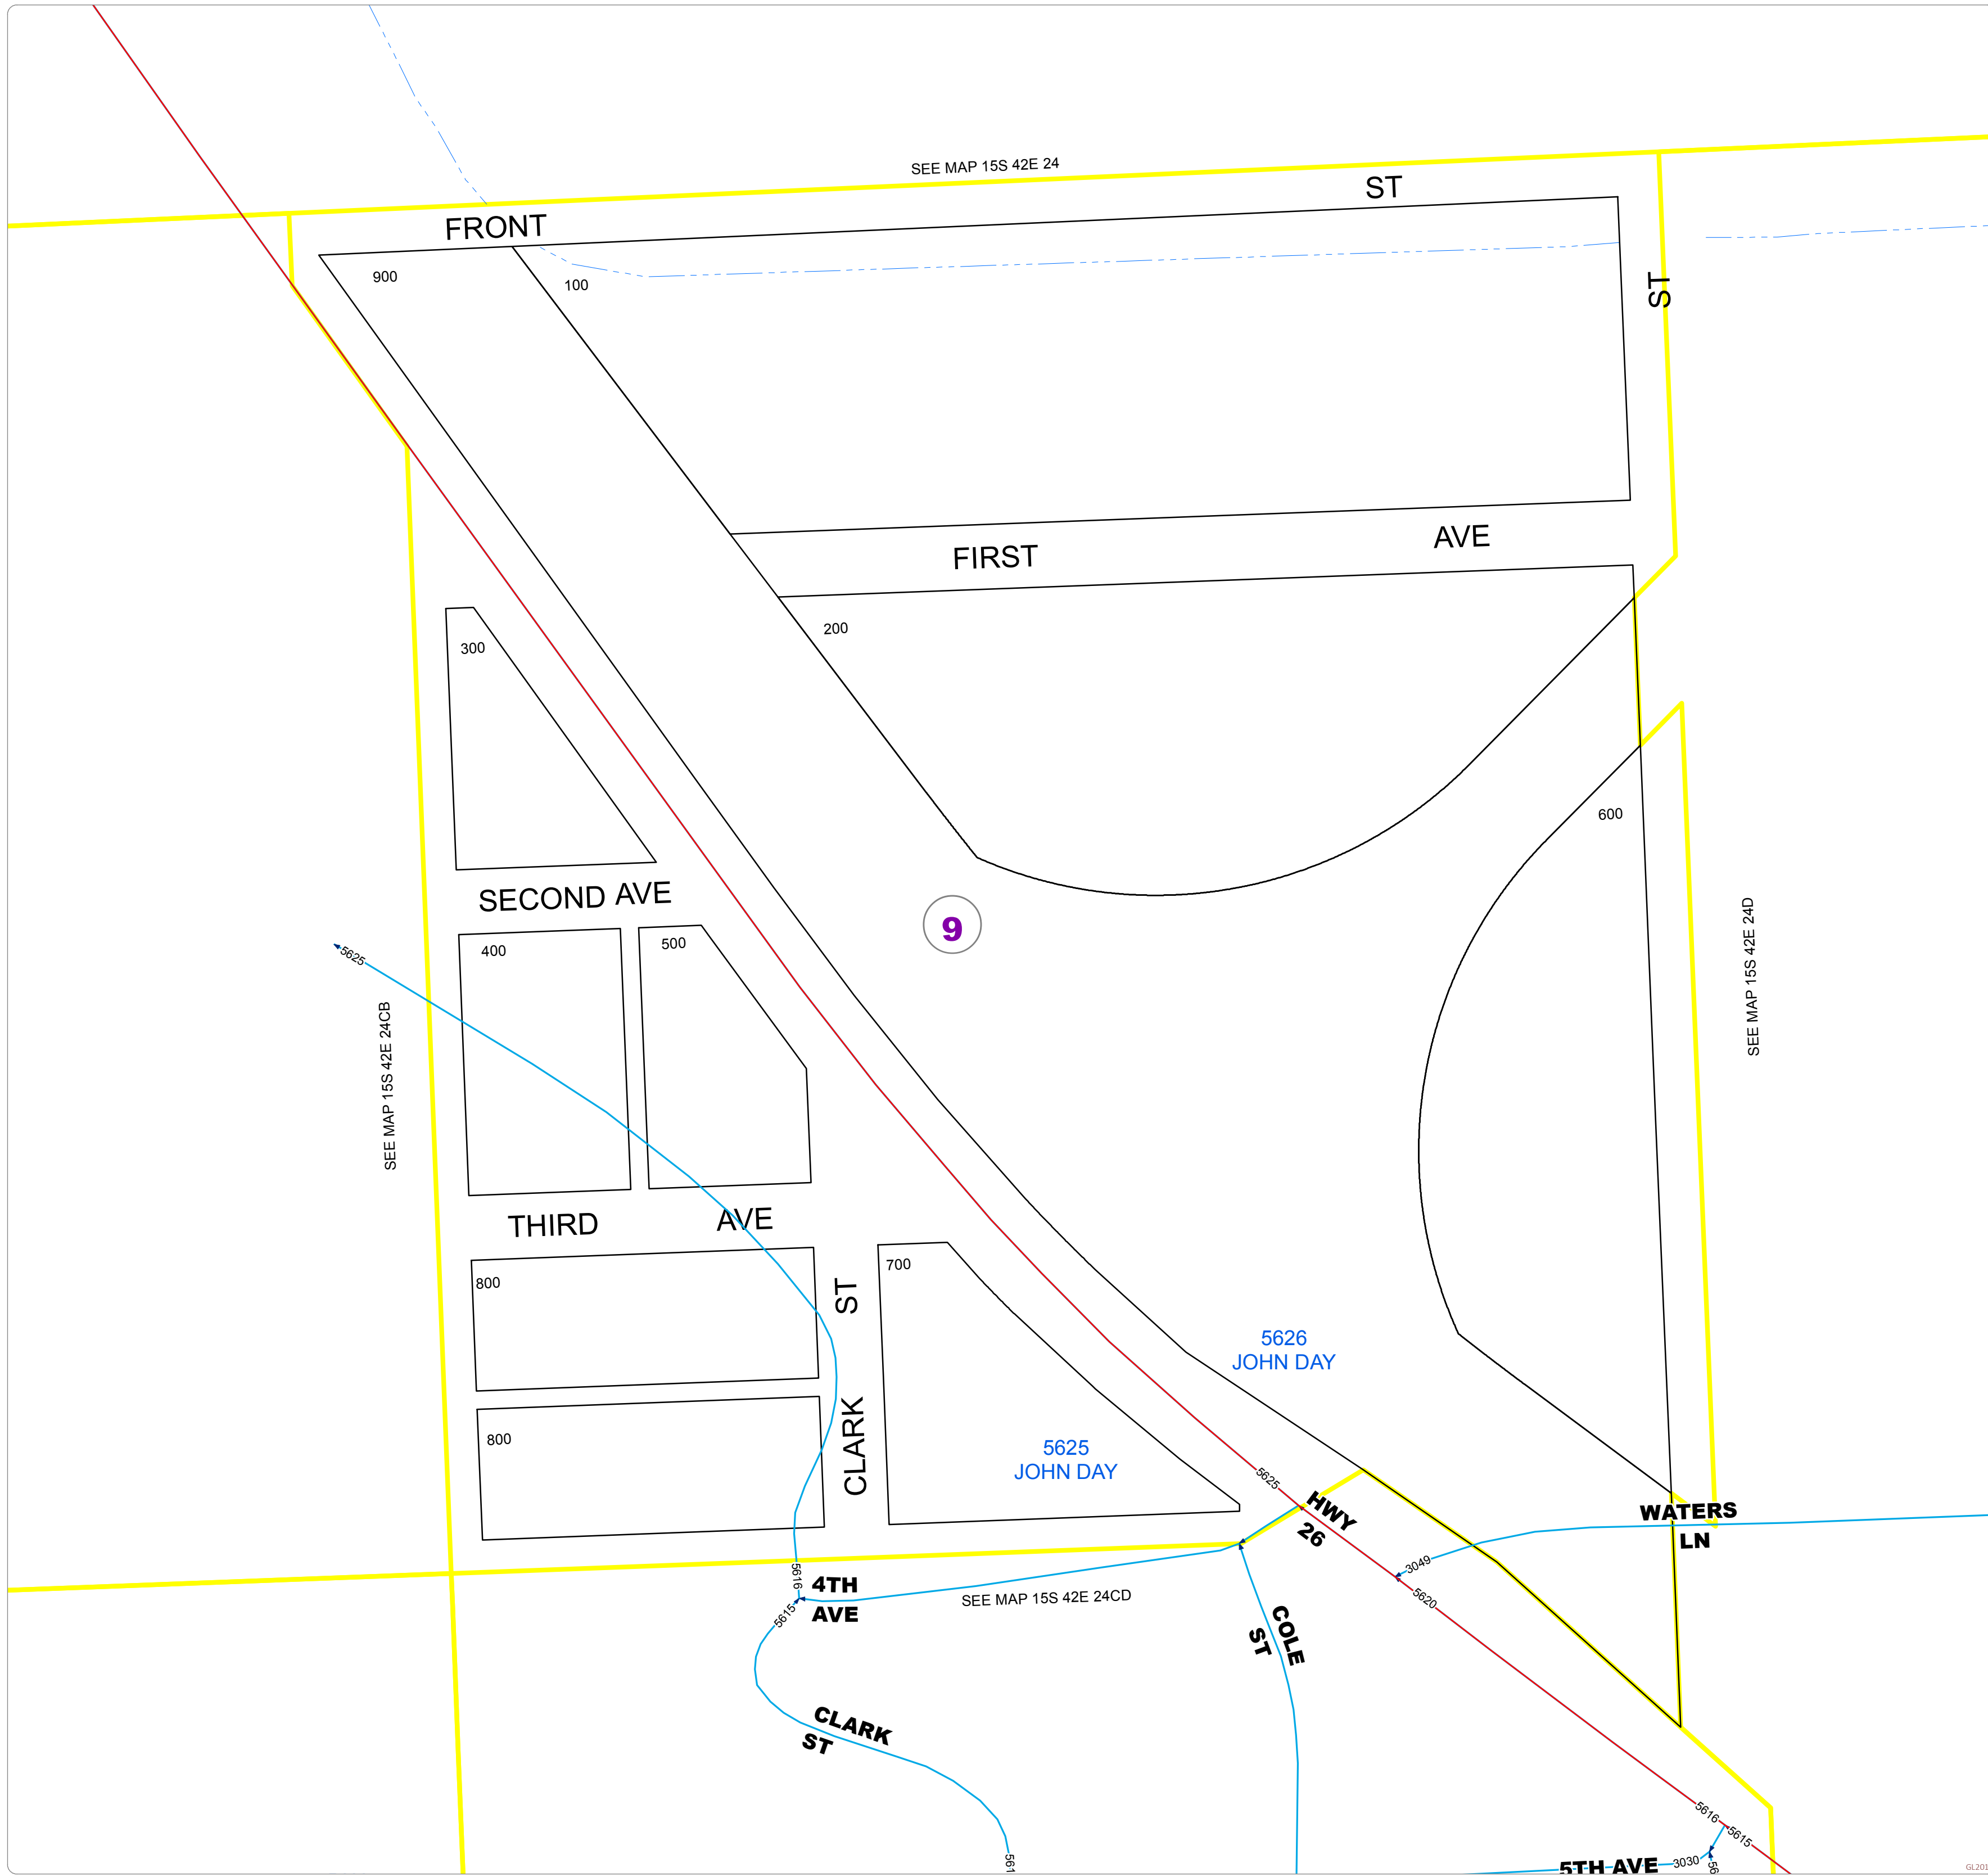 SEE MAP 15S 42E 24
ST
FRONT
900
100
ST
AVE
FIRST
200
300
600
SECOND AVE
9
400
500
5625
SEE MAP 15S 42E 24CB
SEE MAP 15S 42E 24D
THIRD AVE
700
800
ST
5626
JOHN DAY
800
CLARK
5625
JOHN DAY
5625
HWY
26
WATERS
LN
3049
5616
4TH
AVE
5615
SEE MAP 15S 42E 24CD
5620
COLE
ST
CLARK
ST
5616
5615
561
5TH AVE
3030
56
GL201